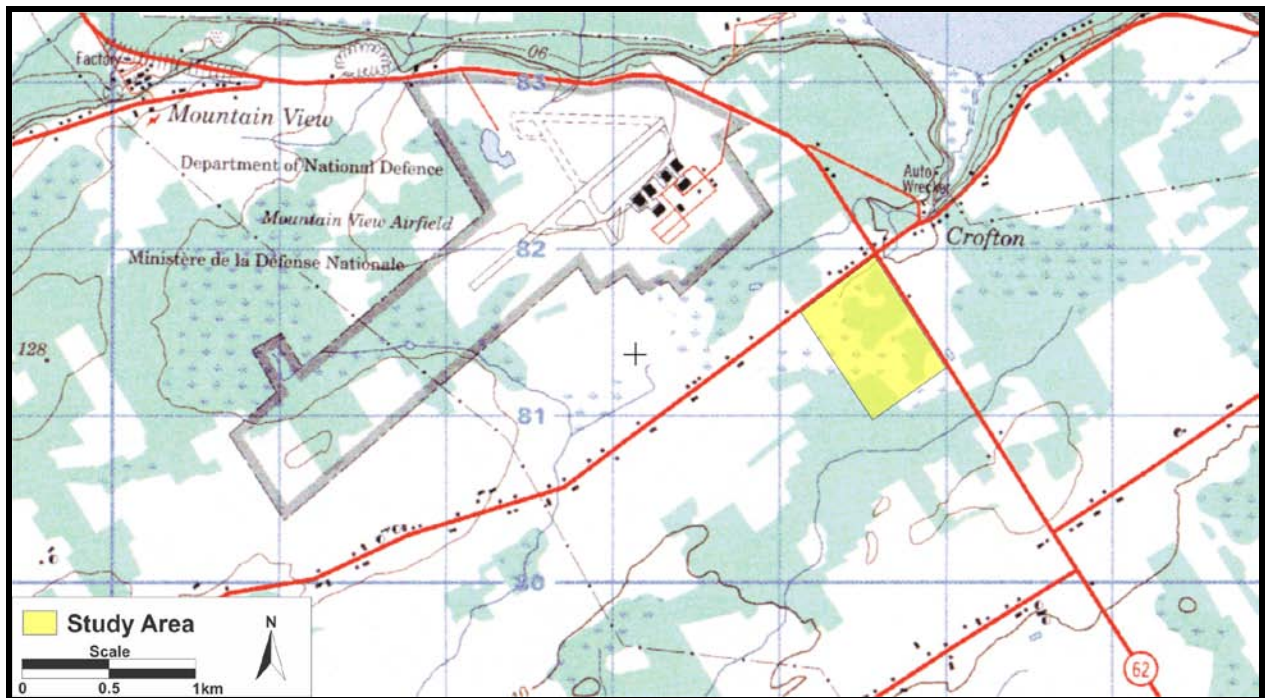 06
Factory
83
Mountain View
Department of National Defence
Auto
Wrecker
Mountain View Airfield
82
Crofton
Ministère de la Défense Nationale
128
81
80
Study Area
Scale
0 0.5 1km
N
62